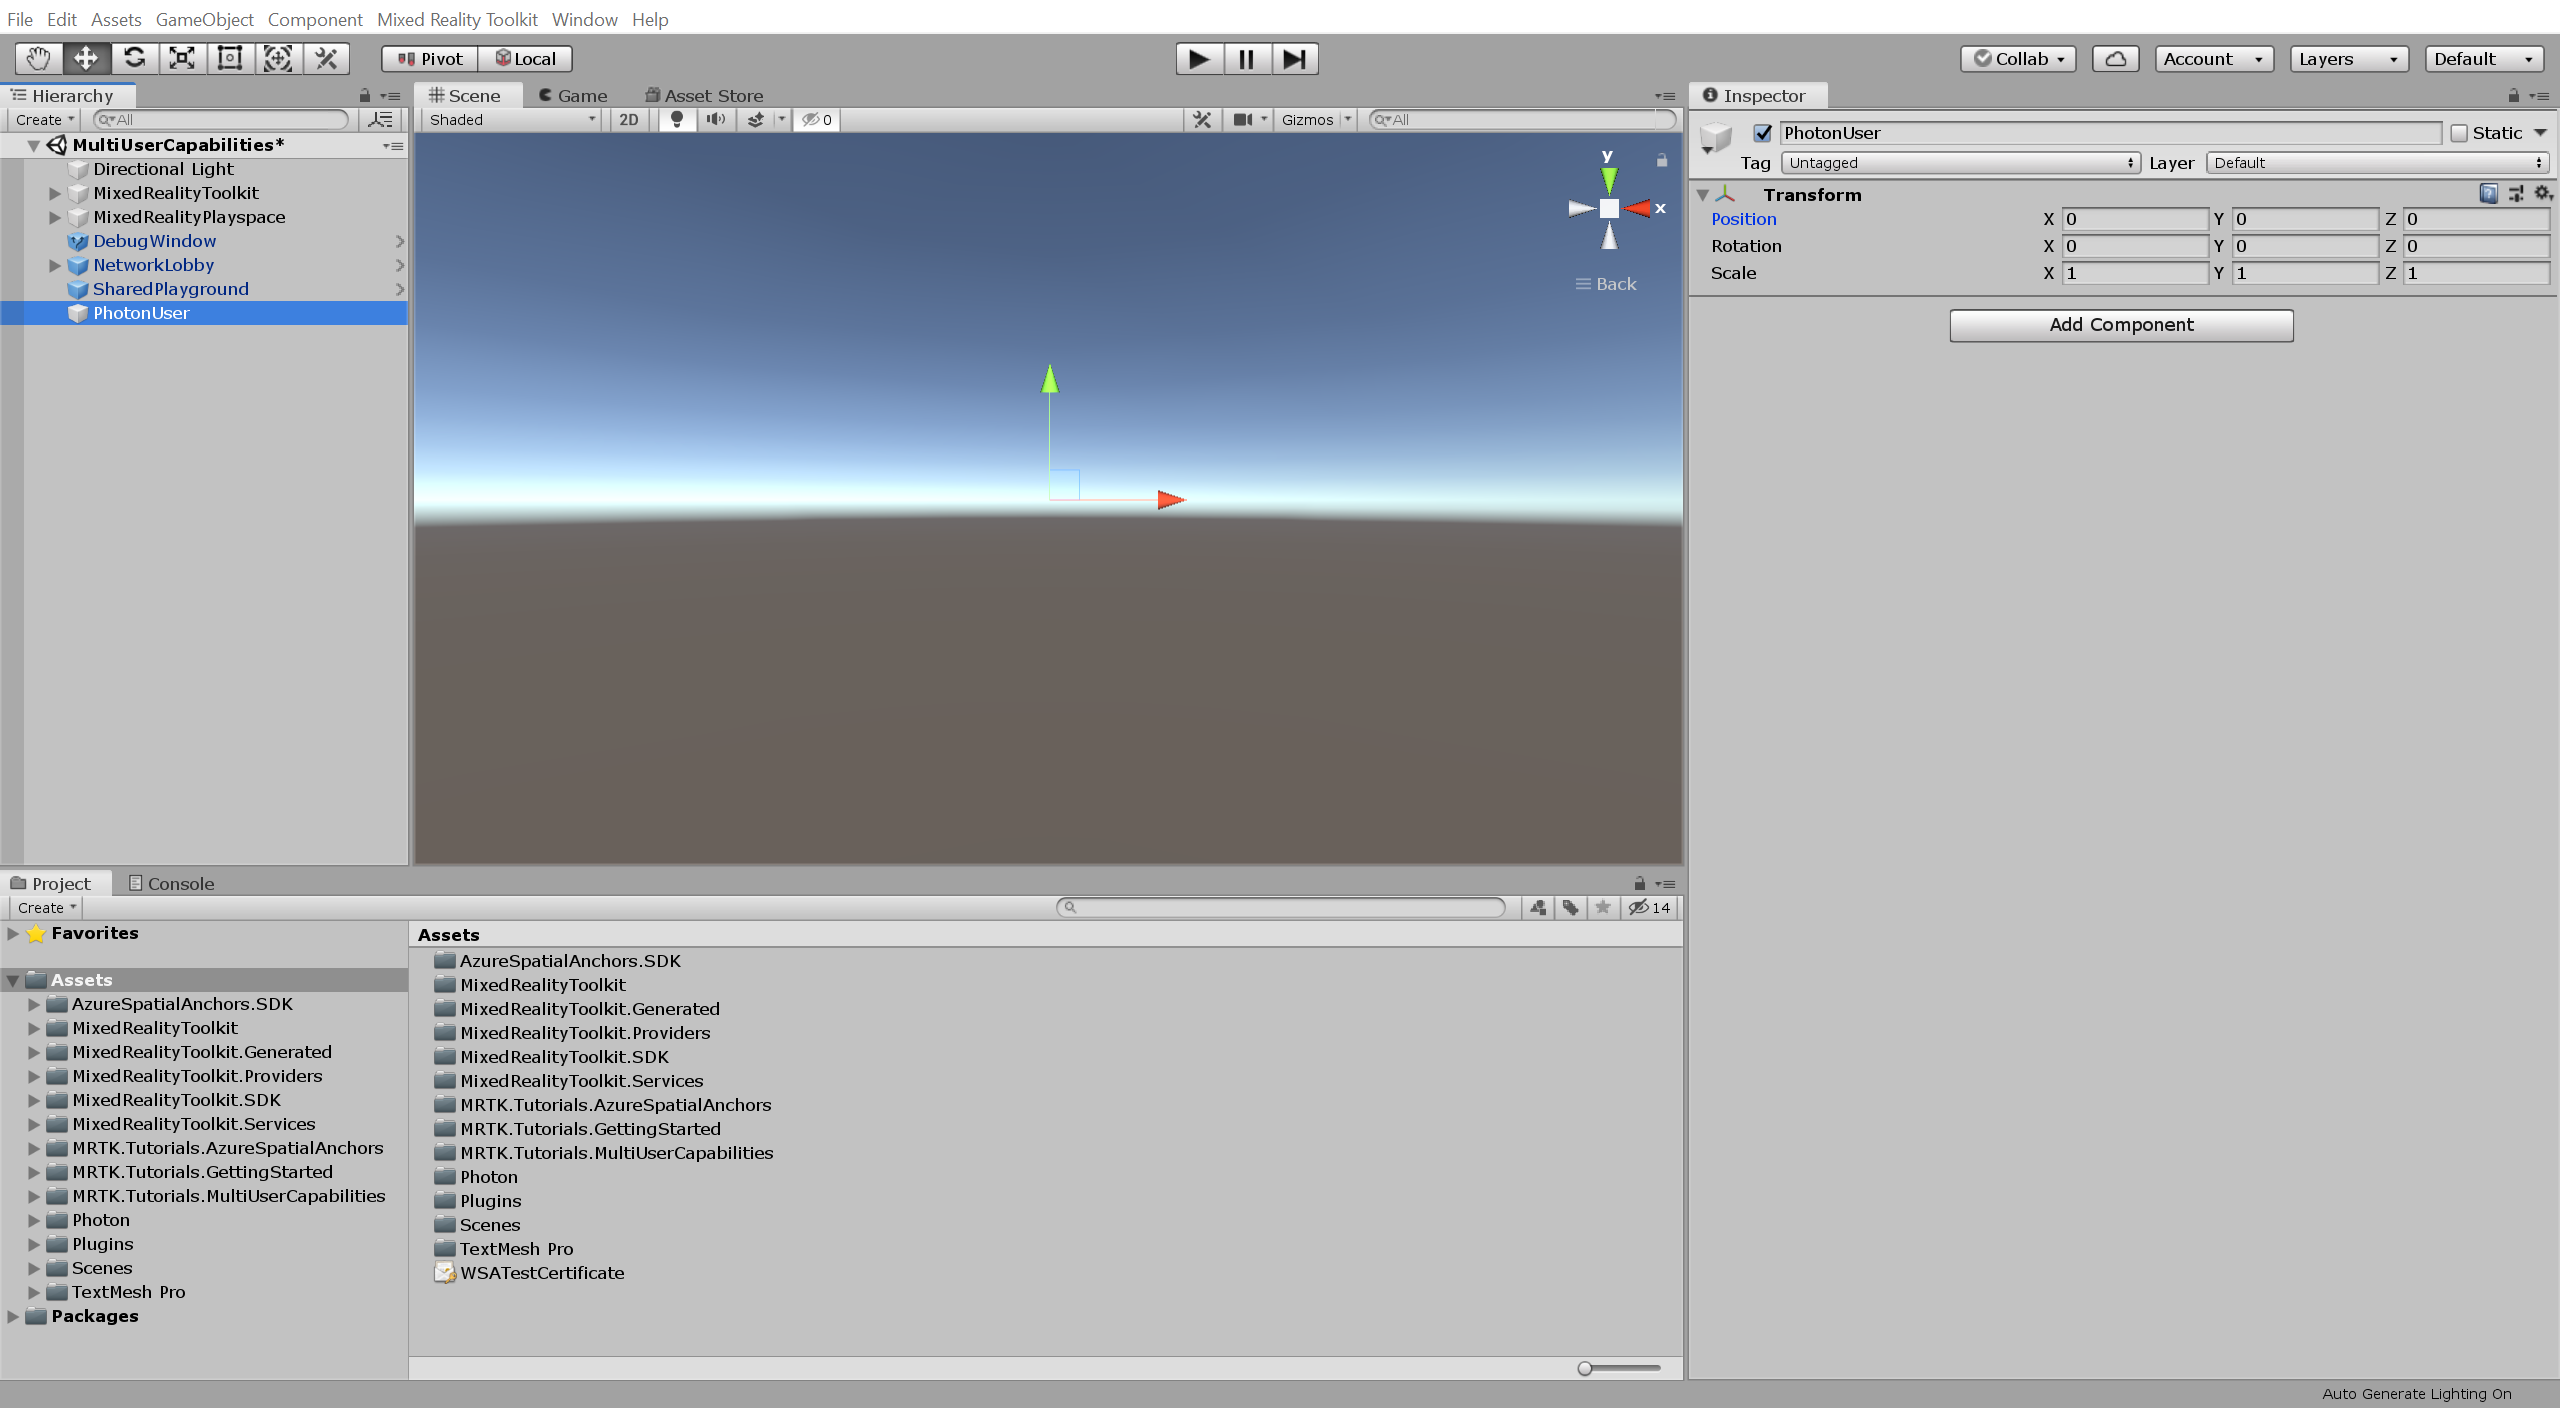 File Edit Assets GameObject Component Mixed Reality Toolkit Window Help
Pivot Local Collab Account Layers Default
Hierarchy
Create All
MultiUserCapabilities*
Directional Light
MixedRealityToolkit
MixedRealityPlayspace
DebugWindow
NetworkLobby
SharedPlayground
PhotonUser
Scene Game Asset Store
Shaded 2D 0 Gizmos All
y
x
Back
Inspector
PhotonUser Static
Tag Untagged Layer Default
Transform
Position X 0 Y 0 Z 0
Rotation X 0 Y 0 Z 0
Scale X 1 Y 1 Z 1
Add Component
Project Console
Create 14
Favorites
Assets
AzureSpatialAnchors.SDK
MixedRealityToolkit
MixedRealityToolkit.Generated
MixedRealityToolkit.Providers
MixedRealityToolkit.SDK
MixedRealityToolkit.Services
MRTK.Tutorials.AzureSpatialAnchors
MRTK.Tutorials.GettingStarted
MRTK.Tutorials.MultiUserCapabilities
Photon
Plugins
Scenes
TextMesh Pro
Packages
Assets
AzureSpatialAnchors.SDK
MixedRealityToolkit
MixedRealityToolkit.Generated
MixedRealityToolkit.Providers
MixedRealityToolkit.SDK
MixedRealityToolkit.Services
MRTK.Tutorials.AzureSpatialAnchors
MRTK.Tutorials.GettingStarted
MRTK.Tutorials.MultiUserCapabilities
Photon
Plugins
Scenes
TextMesh Pro
WSATestCertificate
Auto Generate Lighting On